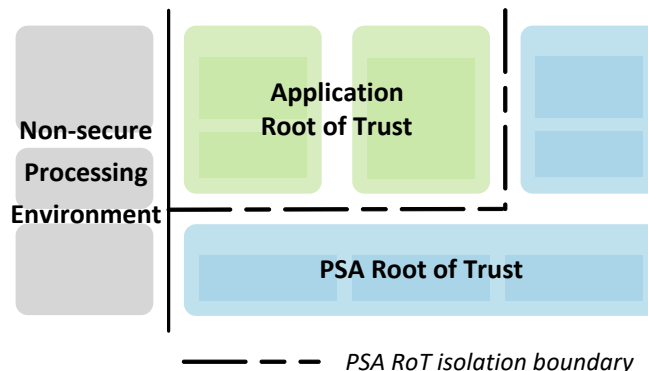 Application
Root of Trust
Non-secure
Processing
Environment
PSA Root of Trust
PSA RoT isolation boundary